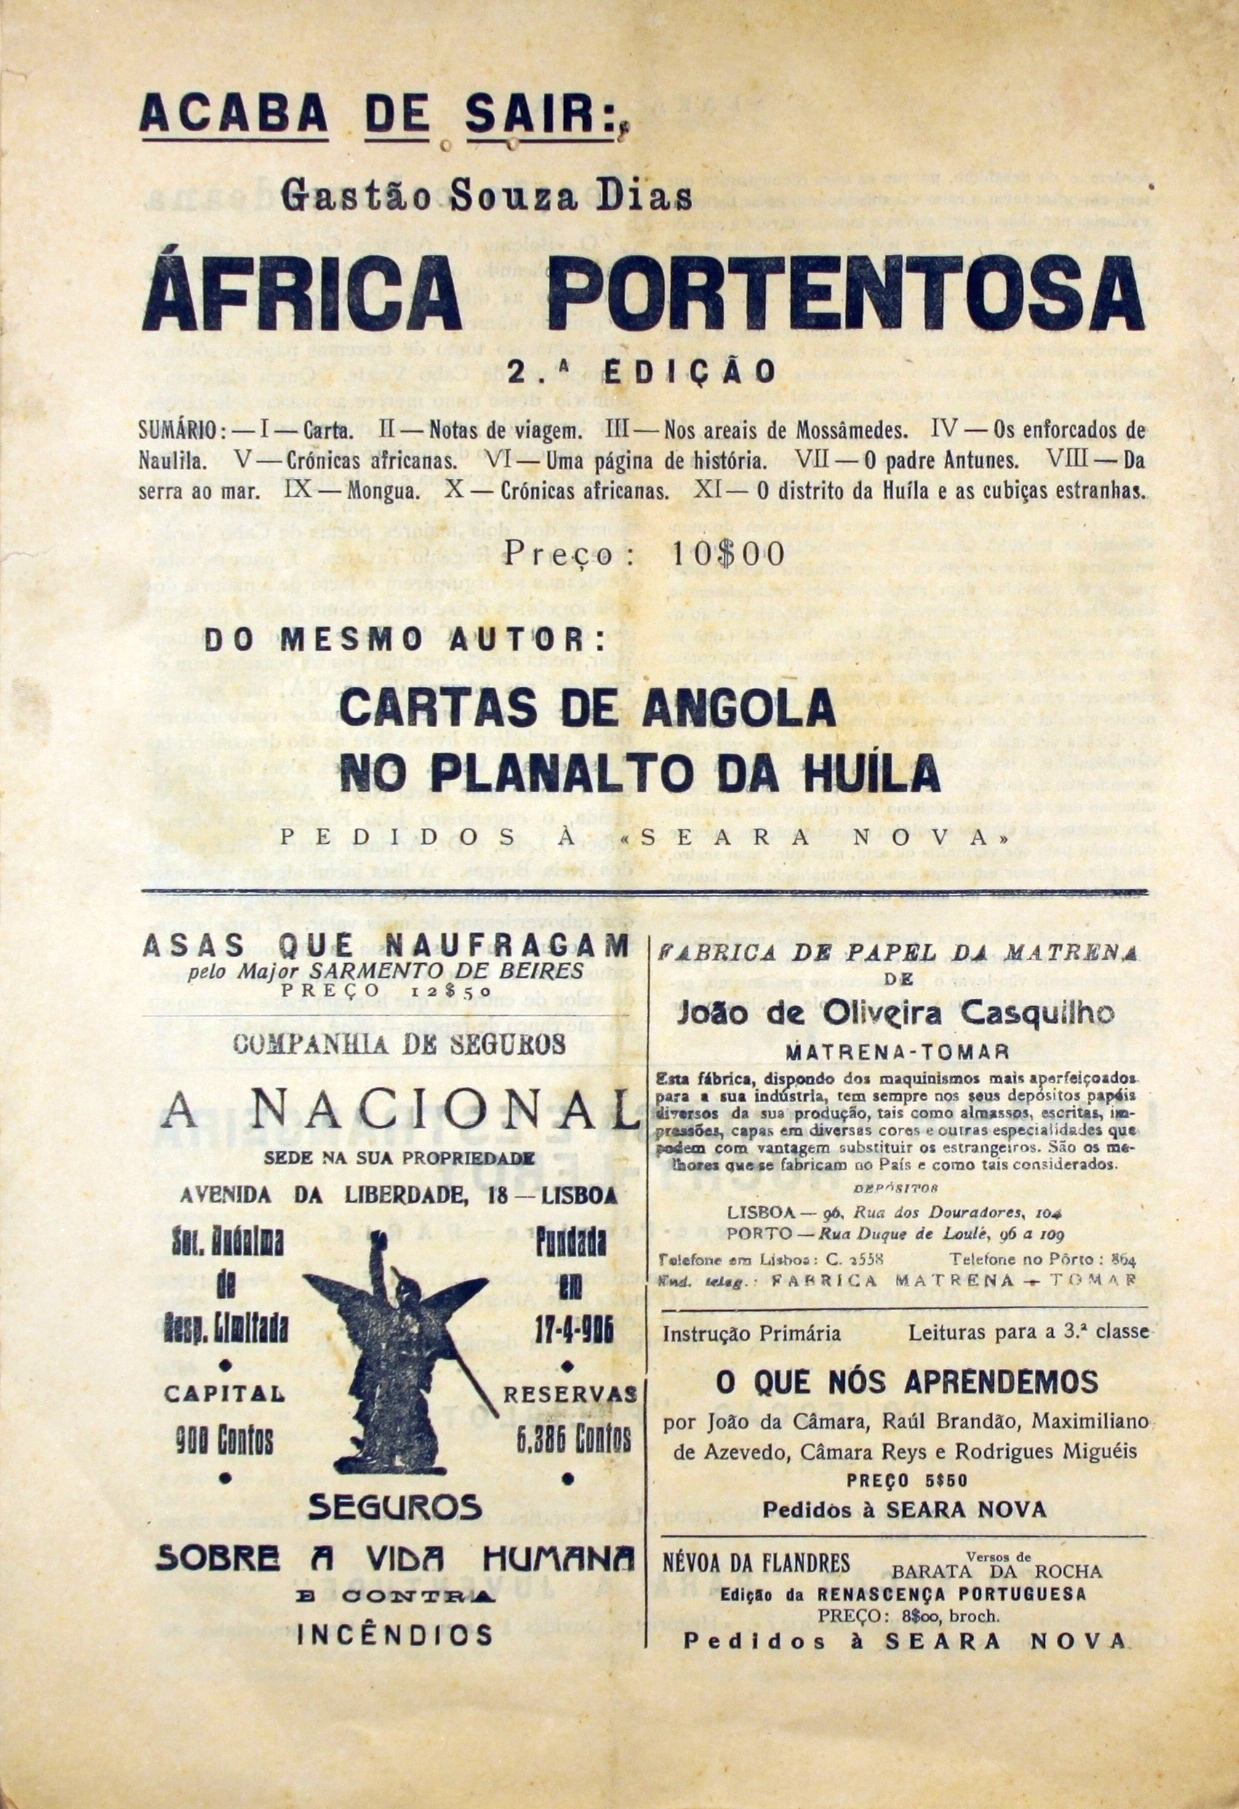 ACABA DE SAIR:
Gastão Souza Dias
ÁFRICA PORTENTOSA
2.ª EDIÇÃO
SUMÁRIO: — I — Carta. II — Notas de viagem. III — Nos areais de Mossâmedes. IV — Os enforcados de
Naulila. V — Crónicas africanas. VI — Uma página de história. VII — O padre Antunes. VIII — Da
serra ao mar. IX — Mongua. X — Crónicas africanas. XI — O distrito da Huíla e as cubiças estranhas.
Preço: 10$00
DO MESMO AUTOR:
CARTAS DE ANGOLA
NO PLANALTO DA HUÍLA
PEDIDOS À «SEARA NOVA»
ASAS QUE NAUFRAGAM
pelo Major SARMENTO DE BEIRES
PREÇO 12$50
COMPANHIA DE SEGUROS
A NACIONAL
SEDE NA SUA PROPRIEDADE
AVENIDA DA LIBERDADE, 18 — LISBOA
Soc. Anónima
de
Resp. Limitada
CAPITAL
900 Contos
Fundada
em
17-4-906
RESERVAS
6.386 Contos
SEGUROS
SOBRE A VIDA HUMANA
E CONTRA
INCÊNDIOS
FABRICA DE PAPEL DA MATRENA
DE
João de Oliveira Casquilho
MATRENA-TOMAR
Esta fábrica, dispondo dos maquinismos mais aperfeiçoados
para a sua indústria, tem sempre nos seus depósitos papéis
diversos da sua produção, tais como almassos, escritas, im-
pressões, capas em diversas cores e outras especialidades que
podem com vantagem substituir os estrangeiros. São os me-
lhores que se fabricam no País e como tais considerados.
DEPÓSITOS
LISBOA — 96, Rua dos Douradores, 104
PORTO — Rua Duque de Loulé, 96 a 109
Telefone em Lisboa: C. 2558 Telefone no Pôrto: 864
End. teleg.: FABRICA MATRENA — TOMAR
Instrução Primária Leituras para a 3.ª classe
O QUE NÓS APRENDEMOS
por João da Câmara, Raúl Brandão, Maximiliano
de Azevedo, Câmara Reys e Rodrigues Miguéis
PREÇO 5$50
Pedidos à SEARA NOVA
NÉVOA DA FLANDRES Versos de
BARATA DA ROCHA
Edição da RENASCENÇA PORTUGUESA
PREÇO: 8$00, broch.
Pedidos à SEARA NOVA